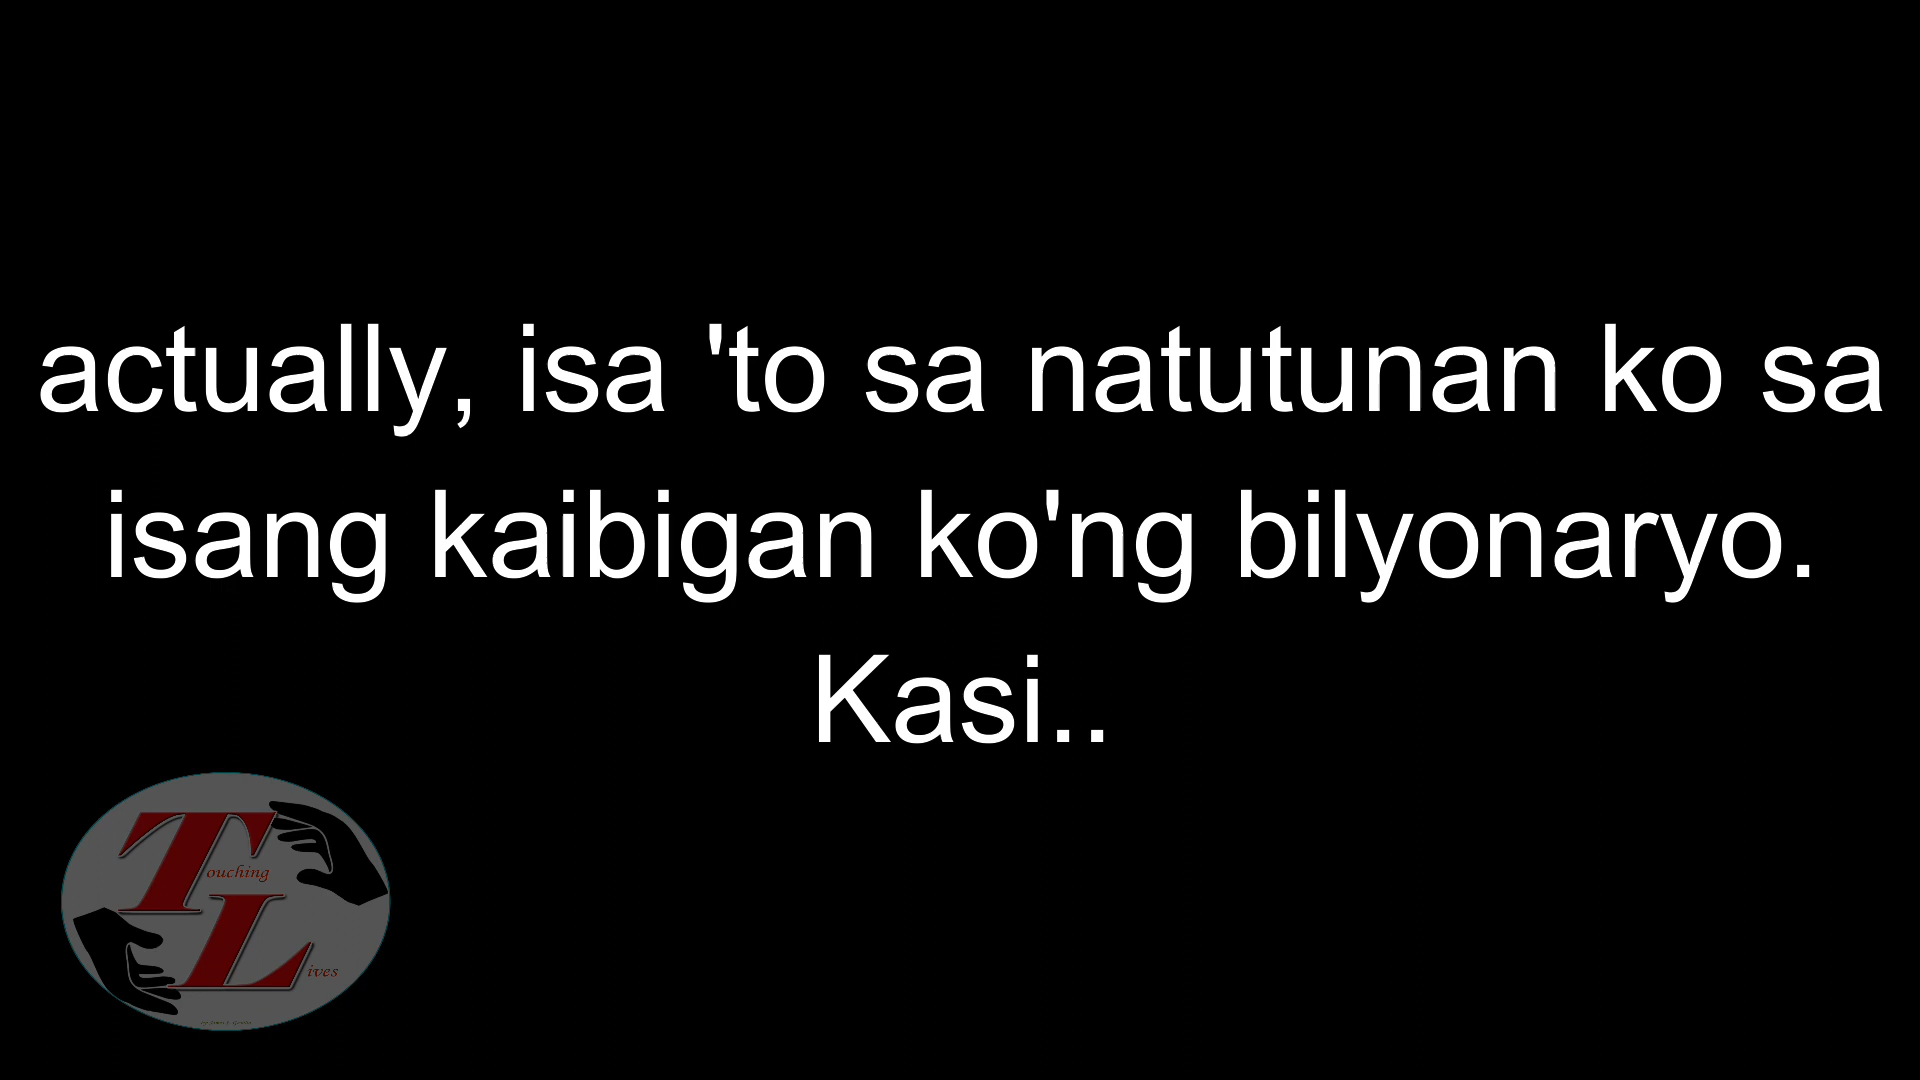 actually, isa 'to sa natutunan ko sa
isang kaibigan ko'ng bilyonaryo.
Kasi..
Touching
Lives